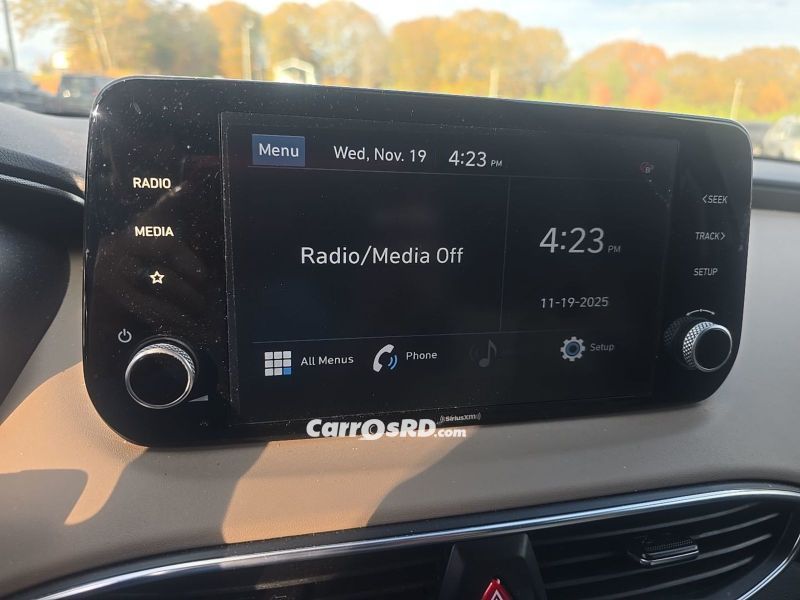 Menu Wed, Nov. 19 4:23 PM
RADIO
MEDIA
Radio/Media Off
4:23 PM
11-19-2025
All Menus Phone Setup
<SEEK
TRACK>
SETUP
((SiriusXM))
CarrOsRD.com